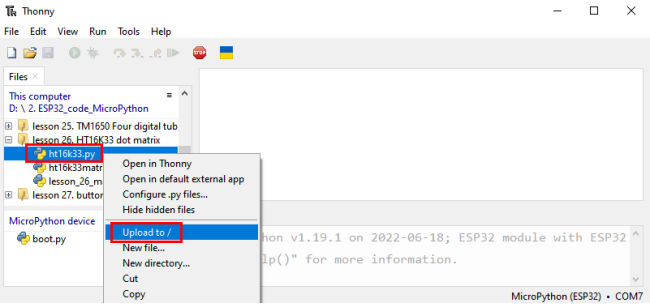 Thonny
File Edit View Run Tools Help
STOP
Files ×
This computer
D: \ 2. ESP32_code_MicroPython
lesson 25. TM1650 Four digital tub
lesson 26. HT16K33 dot matrix
ht16k33.py
ht16k33matr
lesson_26_ma
lesson 27. button
MicroPython device
boot.py
Open in Thonny
Open in default external app
Configure .py files...
Hide hidden files
Upload to /
New file...
New directory...
Cut
Copy
hon v1.19.1 on 2022-06-18; ESP32 module with ESP32
lp()" for more information.
MicroPython (ESP32) • COM7